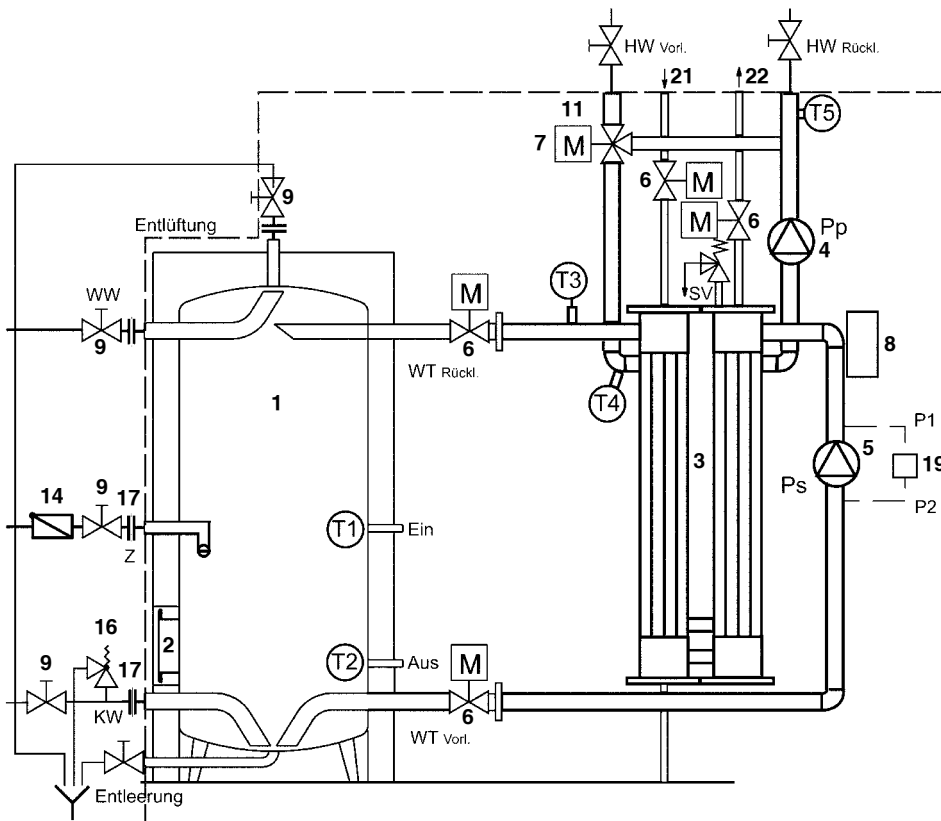 HW Vorl.
HW Rückl.
21
22
11
T5
7
M
6
M
9
M
6
Pp
4
Entlüftung
T3
SV
WW
M
9
6
8
WT Rückl.
1
T4
P1
5
3
19
14
9
17
Ps
T1
Ein
P2
Z
16
2
9
17
T2
Aus
M
KW
6
WT Vorl.
Entleerung